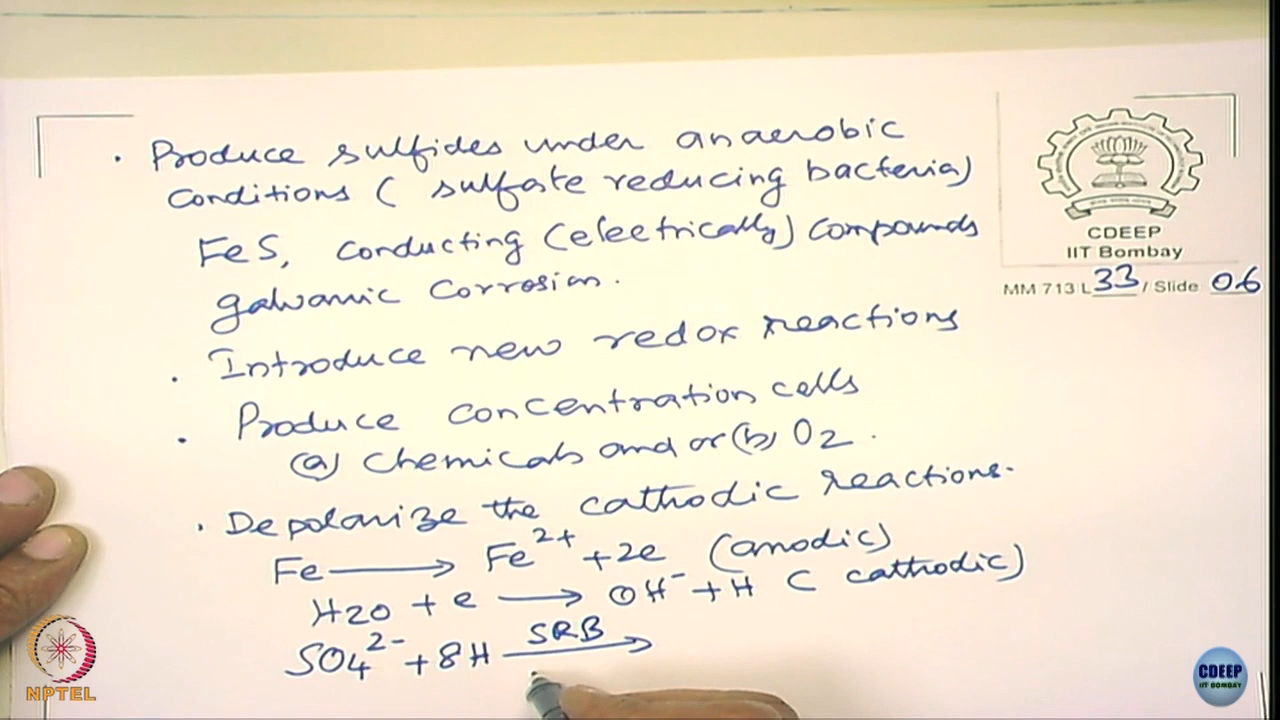 . Produce sulfides under anaerobic
conditions ( sulfate reducing bacteria)
FeS, conducting (electrically) compounds
galvanic corrosion.
. Introduce new redox reactions
. Produce concentration cells
(a) chemicals and or (b) O2.
. Depolarize the cathodic reactions.
Fe ⟶ Fe2+ + 2e (anodic)
H2O + e ⟶ OH- + H ( cathodic)
SO4 2- + 8H SRB ⟶
CDEEP
IIT Bombay
MM 713 L 33 / Slide 06
NPTEL
CDEEP
IIT BOMBAY